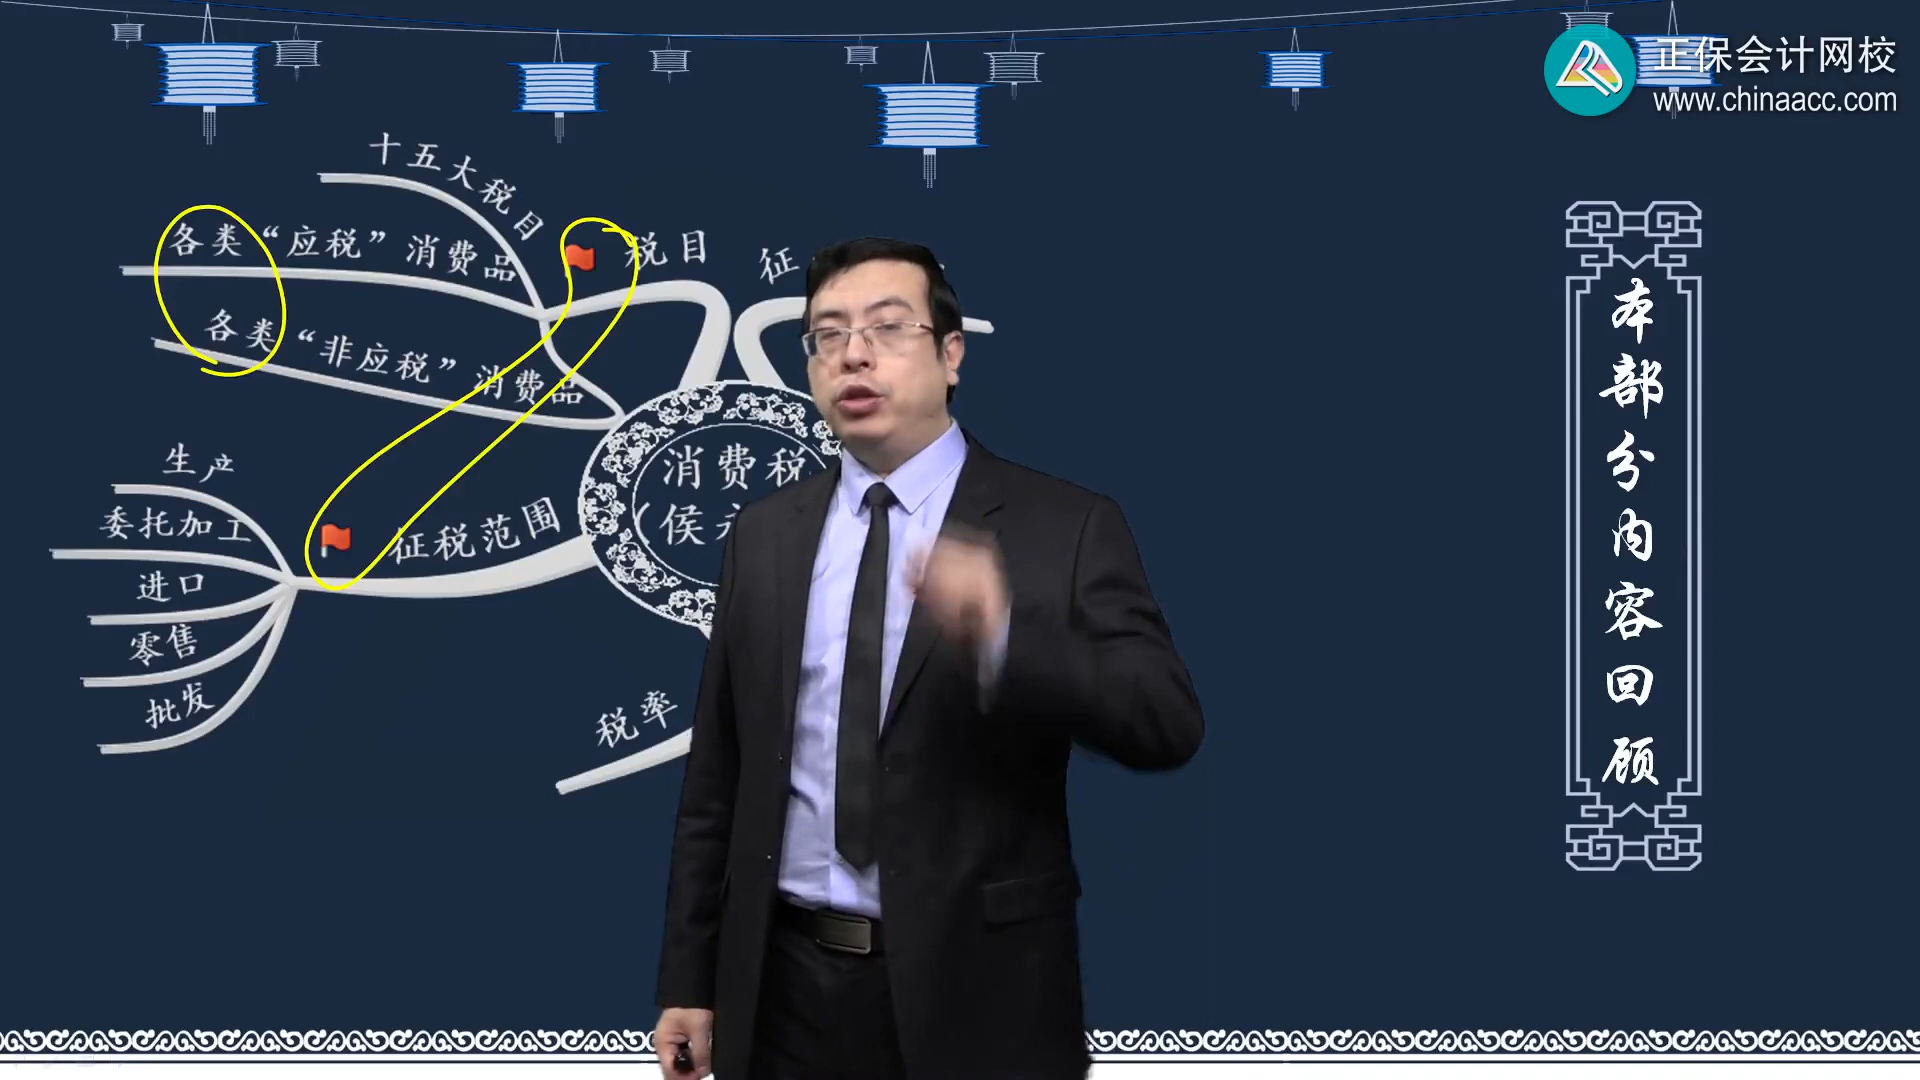 正保会计网校
www.chinaacc.com
十五大税目
各类“应税”消费品
各类“非应税”消费品
税目
征
生产
委托加工
进口
零售
批发
征税范围
消费税
（侯
税率
本部分内容回顾